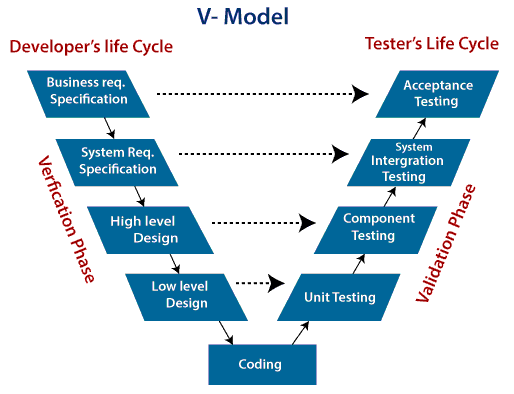 V- Model
Developer's life Cycle
Tester's Life Cycle
Business req.
Specification
Acceptance
Testing
System Req.
Specification
System
Intergration
Testing
High level
Design
Component
Testing
Low level
Design
Unit Testing
Coding
Verfication Phase
Validation Phase